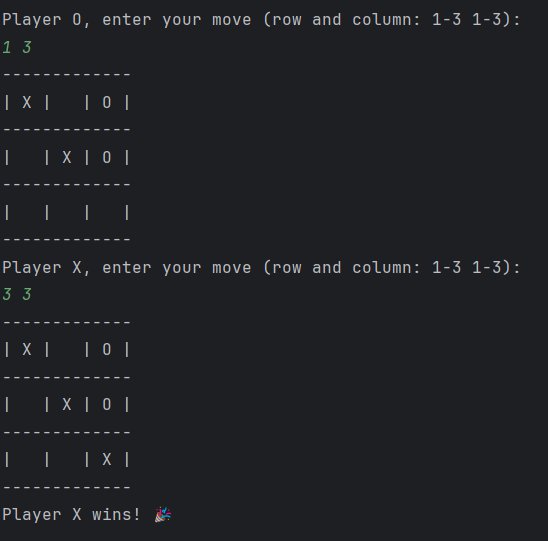 Player O, enter your move (row and column: 1-3 1-3):
1 3
-------------
| X |   | O |
-------------
|   | X | O |
-------------
|   |   |   |
-------------
Player X, enter your move (row and column: 1-3 1-3):
3 3
-------------
| X |   | O |
-------------
|   | X | O |
-------------
|   |   | X |
-------------
Player X wins! 🎉